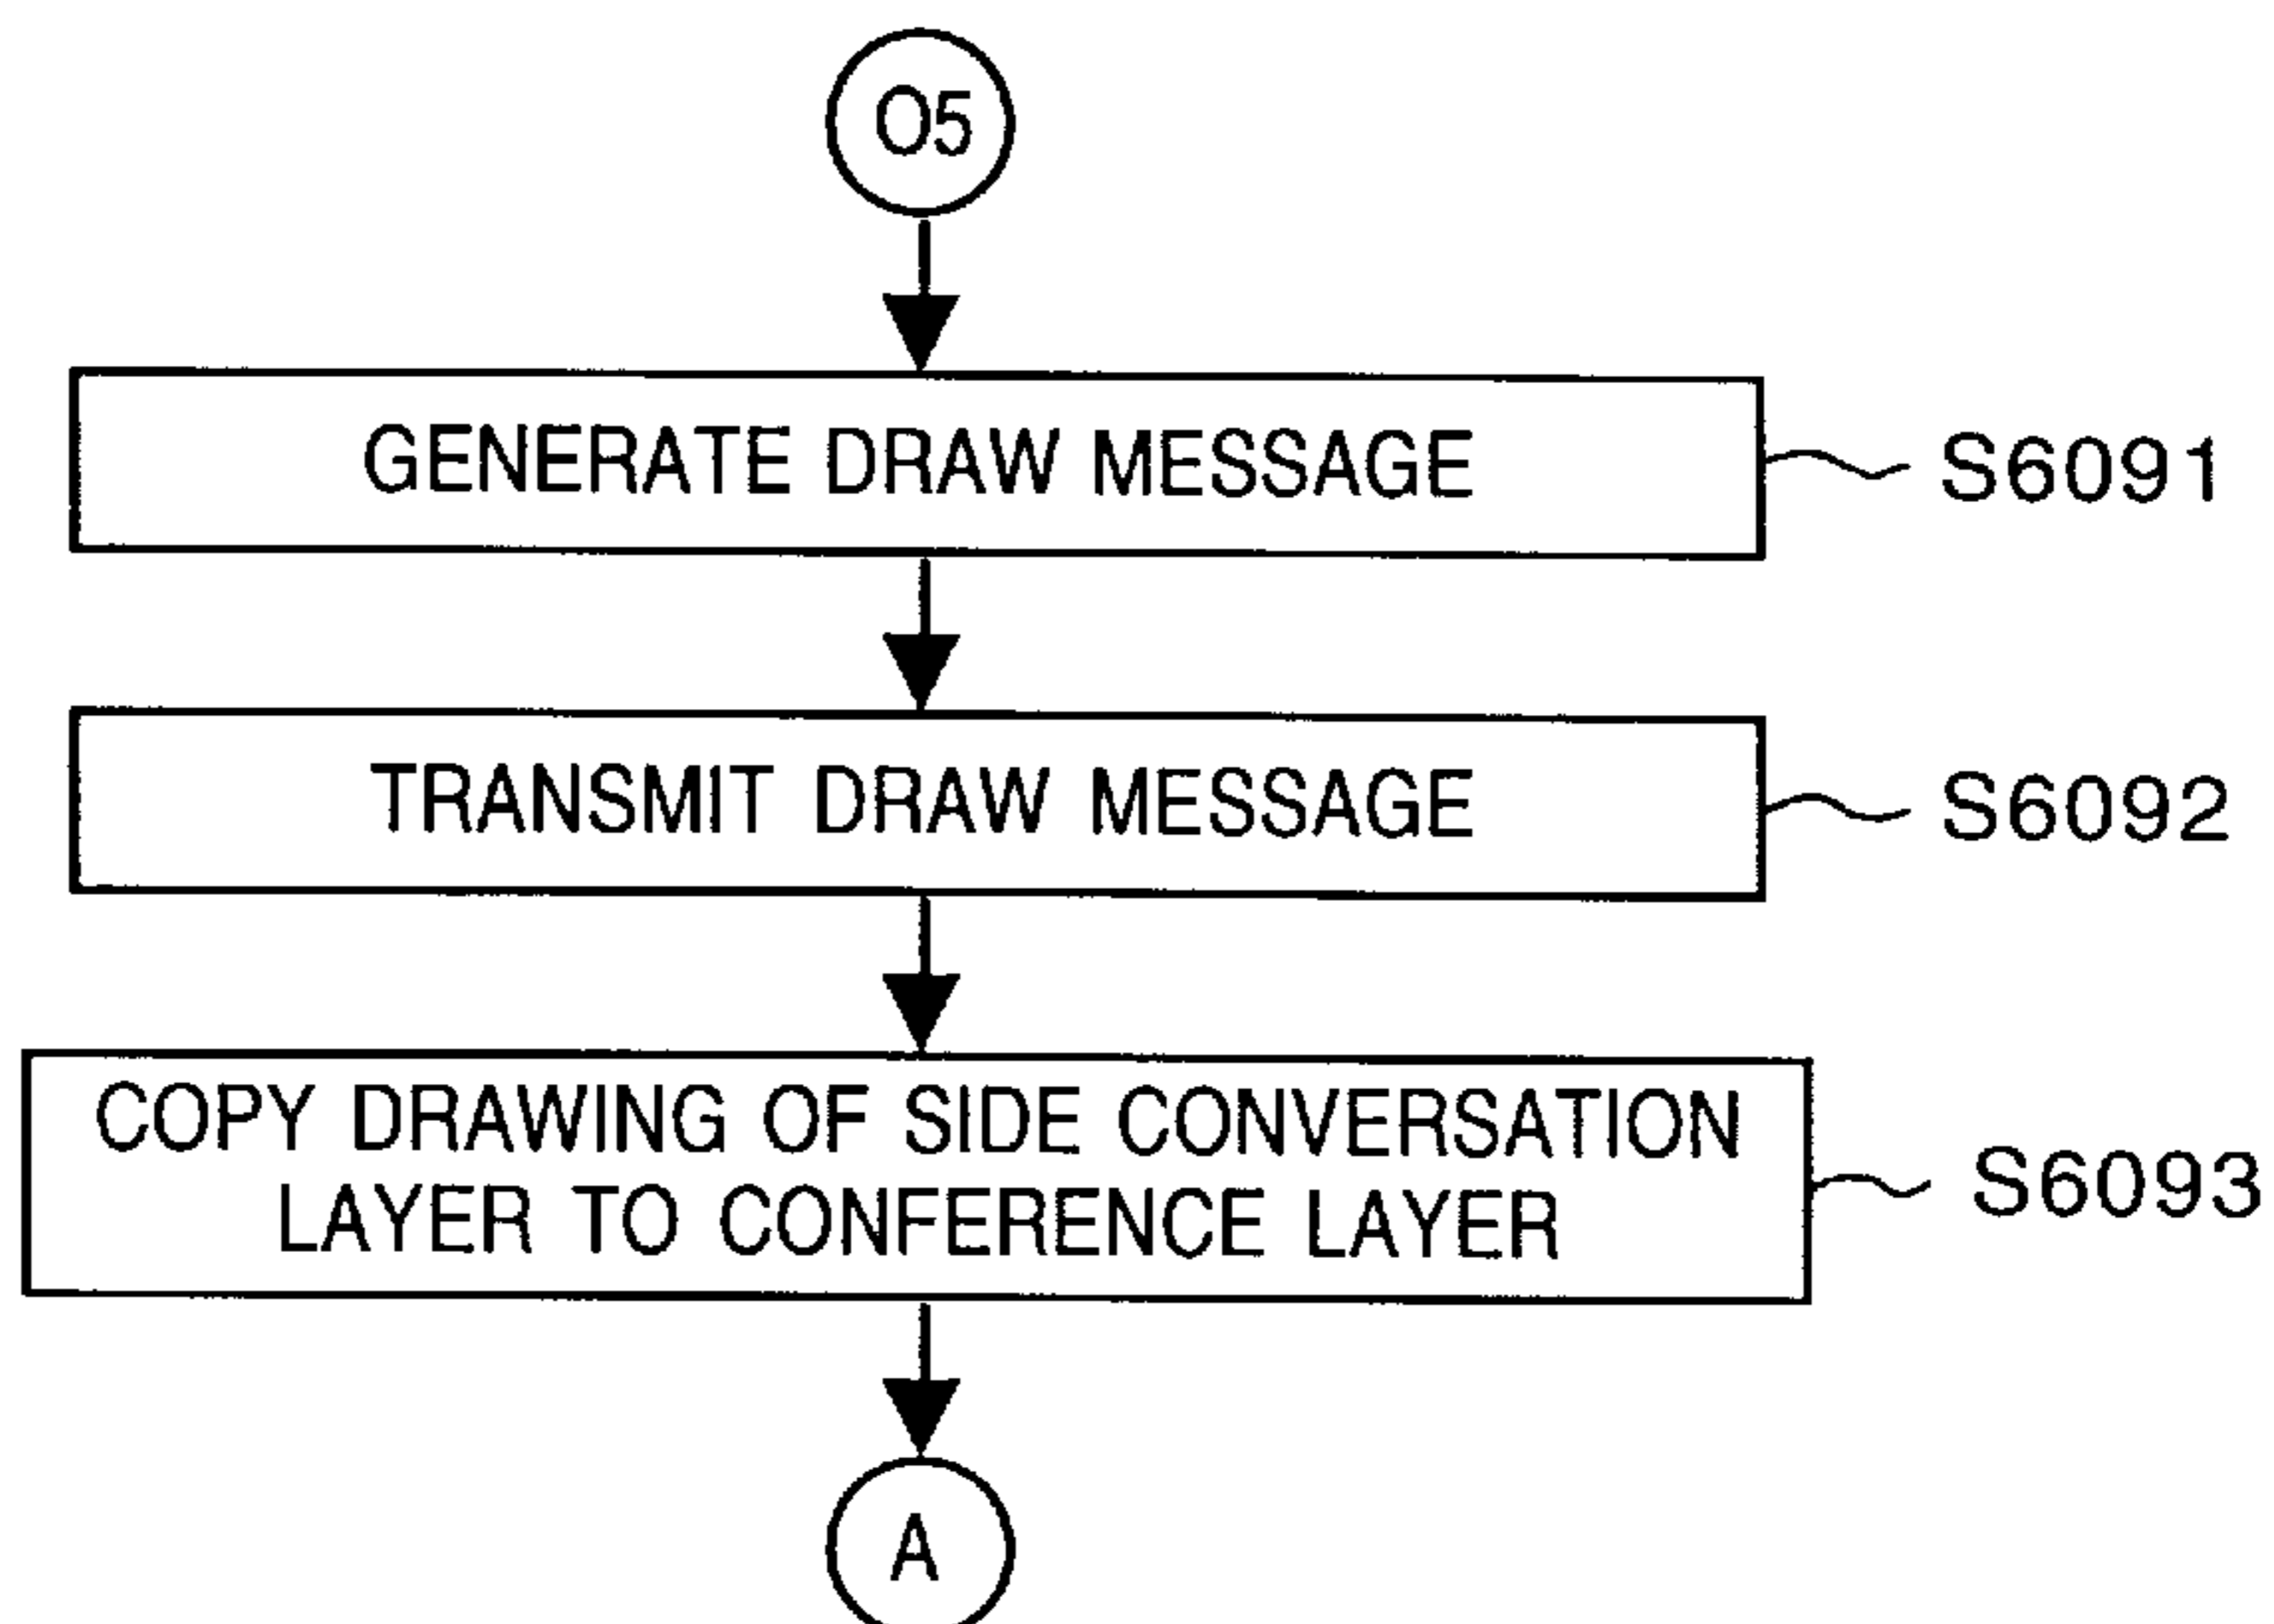 O5
GENERATE DRAW MESSAGE
S6091
TRANSMIT DRAW MESSAGE
S6092
COPY DRAWING OF SIDE CONVERSATION
LAYER TO CONFERENCE LAYER
S6093
A